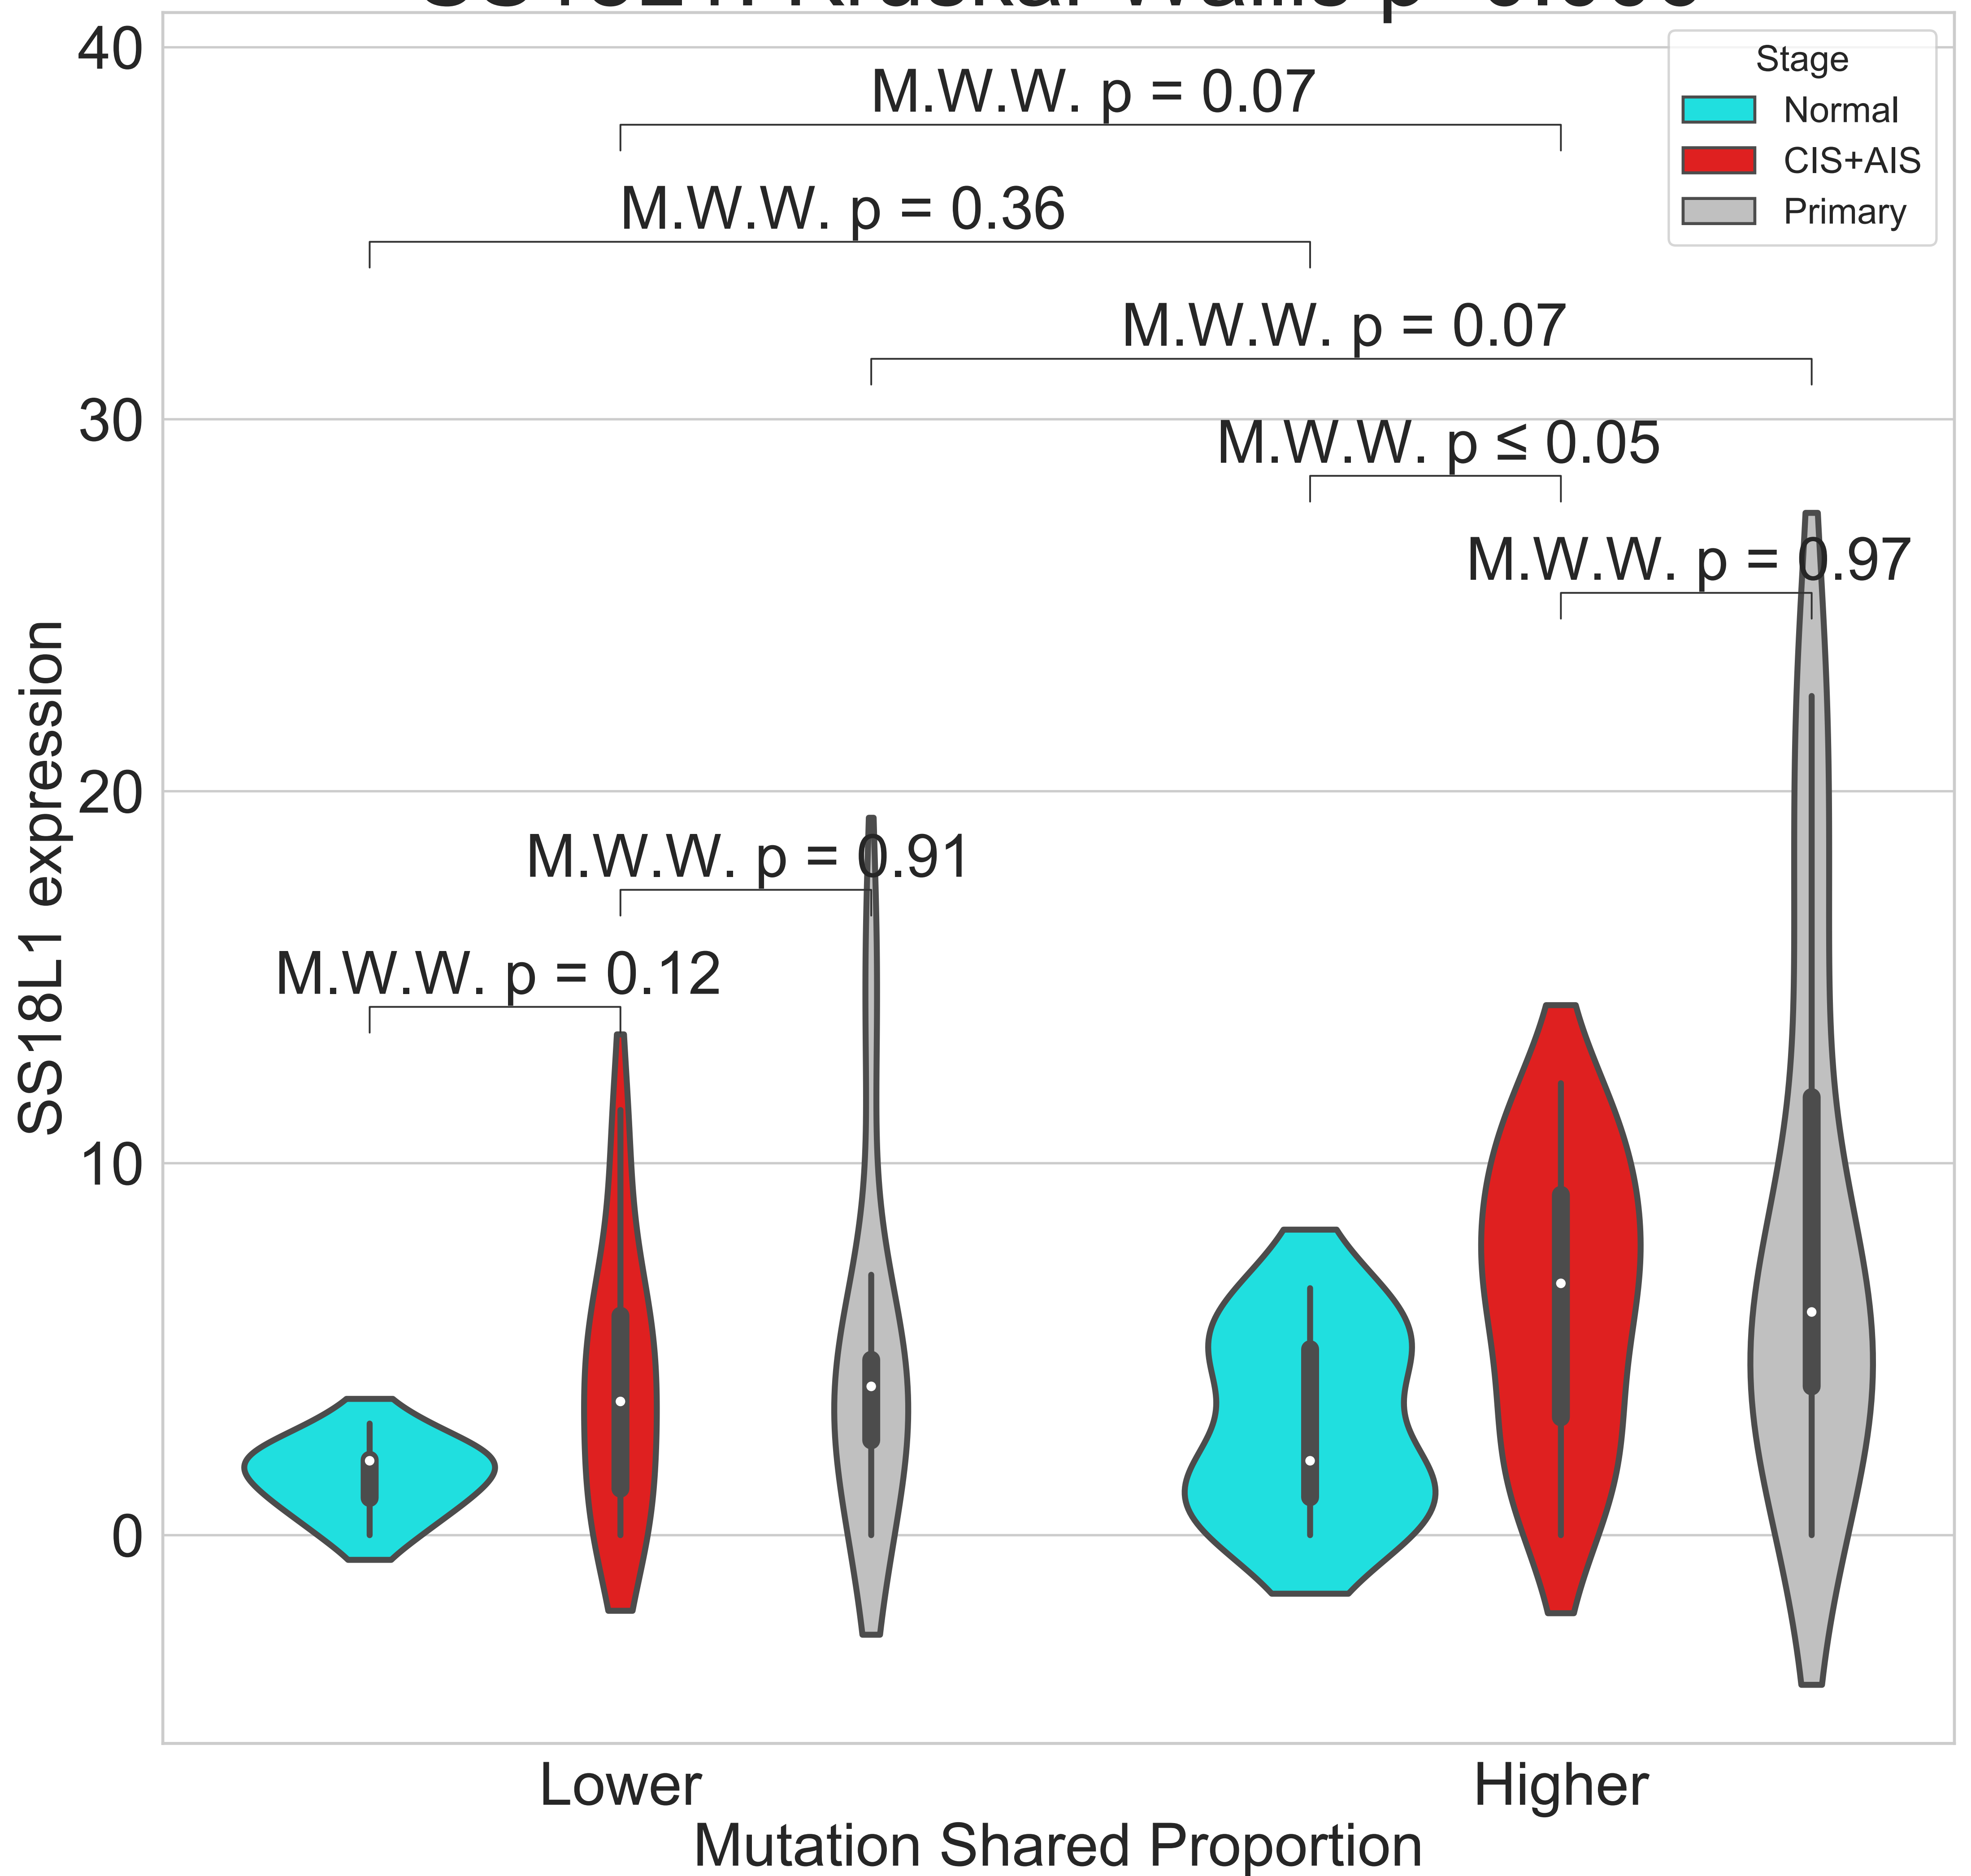 40
M.W.W. p = 0.07
M.W.W. p = 0.36
M.W.W. p = 0.07
30
M.W.W. p ≤ 0.05
M.W.W. p = 0.97
20
M.W.W. p = 0.91
M.W.W. p = 0.12
10
0
Stage
Normal
CIS+AIS
Primary
SS18L1 expression
Lower
Higher
Mutation Shared Proportion